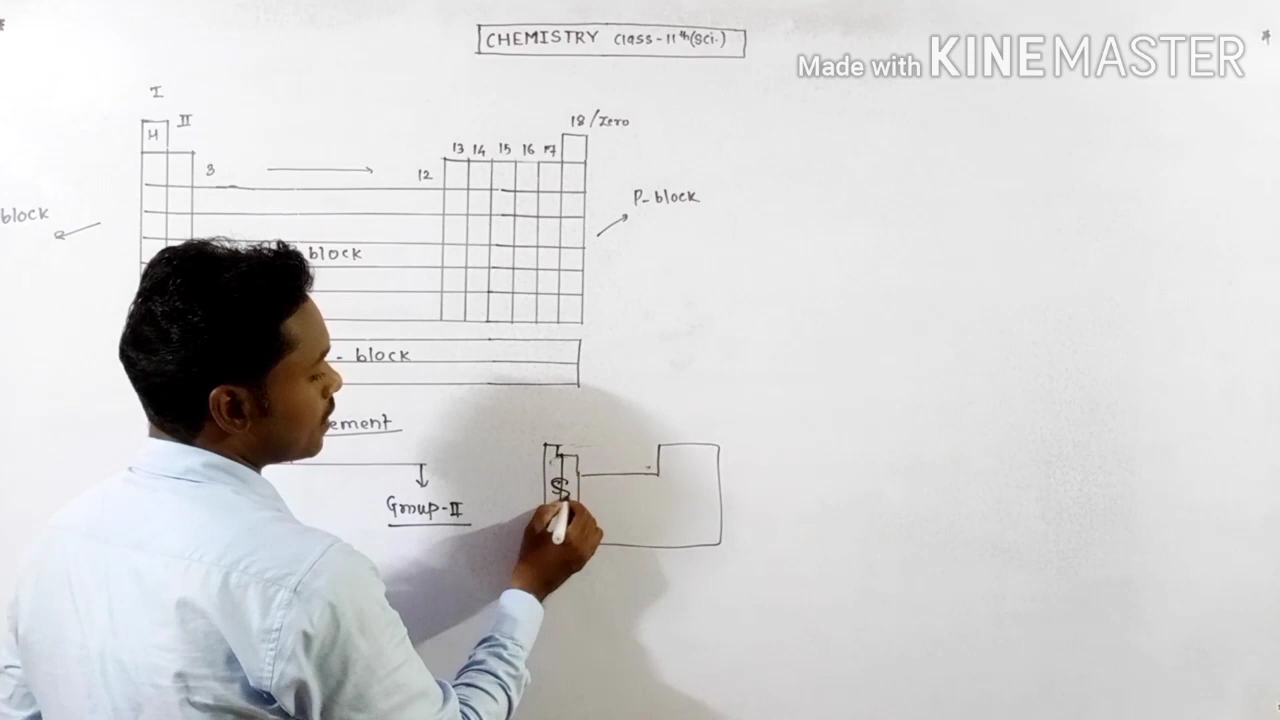 CHEMISTRY Class-11th (Sci.)
Made with KINEMASTER
I
II
18/Zero
H
13 14 15 16 17
3
12
P-block
block
block
- block
ement
Group-II
S